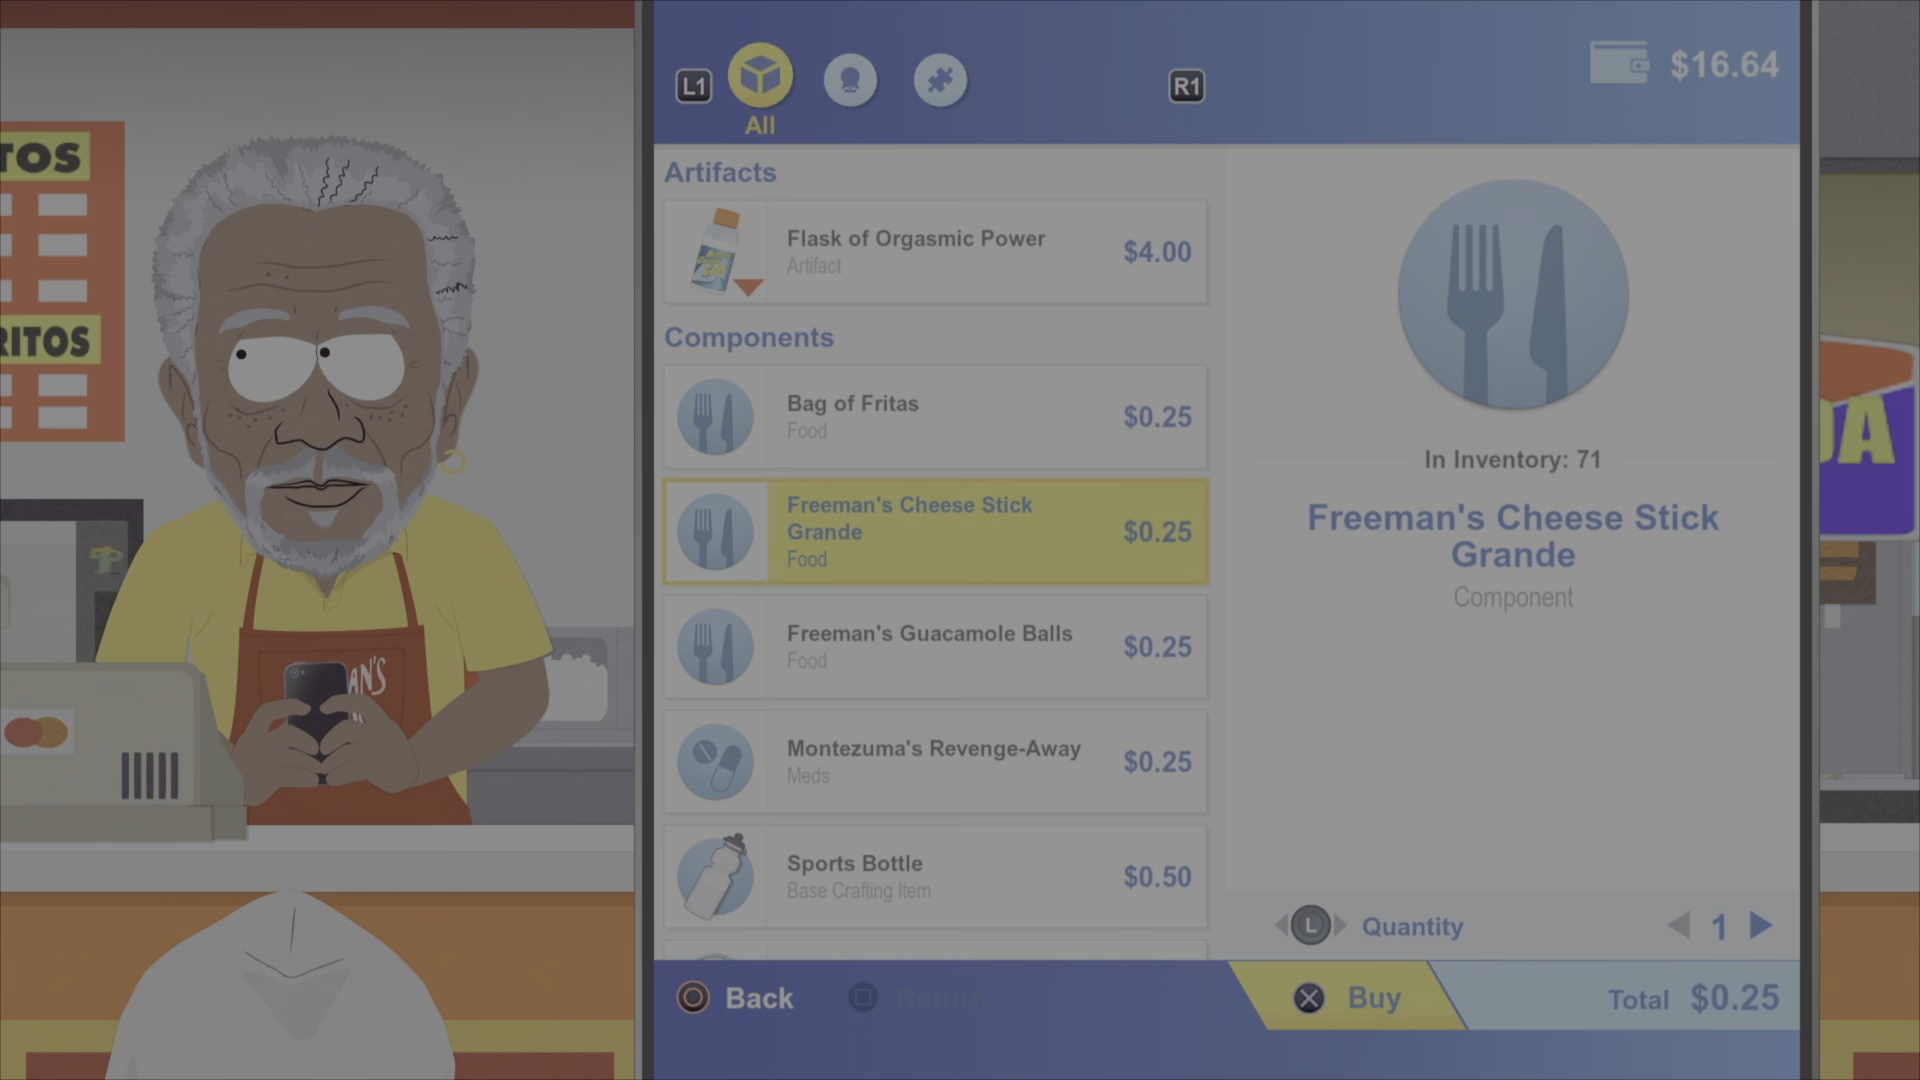 TOS
RITOS
AN'S
L1
All
R1
$16.64
Artifacts
Flask of Orgasmic Power
Artifact
$4.00
Components
Bag of Fritas
Food
$0.25
Freeman's Cheese Stick
Grande
Food
$0.25
Freeman's Guacamole Balls
Food
$0.25
Montezuma's Revenge-Away
Meds
$0.25
Sports Bottle
Base Crafting Item
$0.50
In Inventory: 71
Freeman's Cheese Stick
Grande
Component
L
Quantity
1
Back
Return
Buy
Total
$0.25
DA